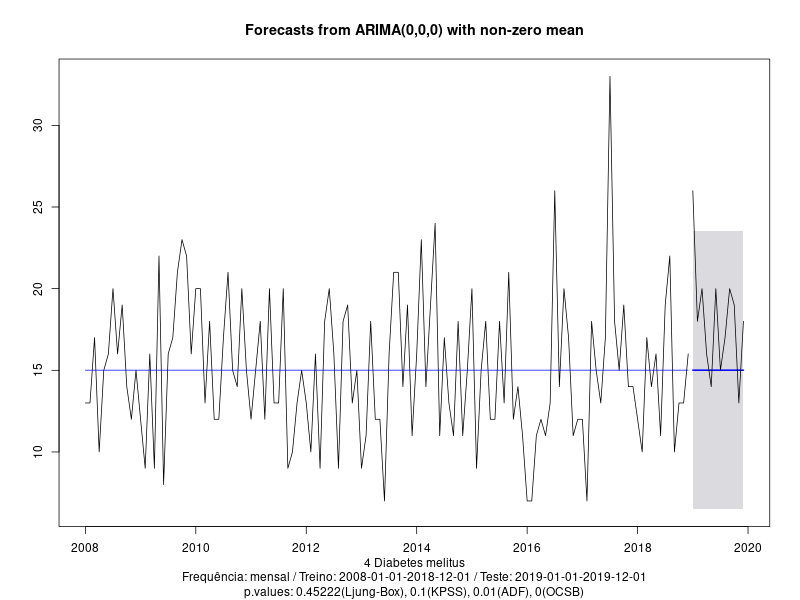 Forecasts from ARIMA(0,0,0) with non-zero mean
30
25
20
15
10
2008 2010 2012 2014 2016 2018 2020
4 Diabetes melitus
Frequência: mensal / Treino: 2008-01-01-2018-12-01 / Teste: 2019-01-01-2019-12-01
p.values: 0.45222(Ljung-Box), 0.1(KPSS), 0.01(ADF), 0(OCSB)